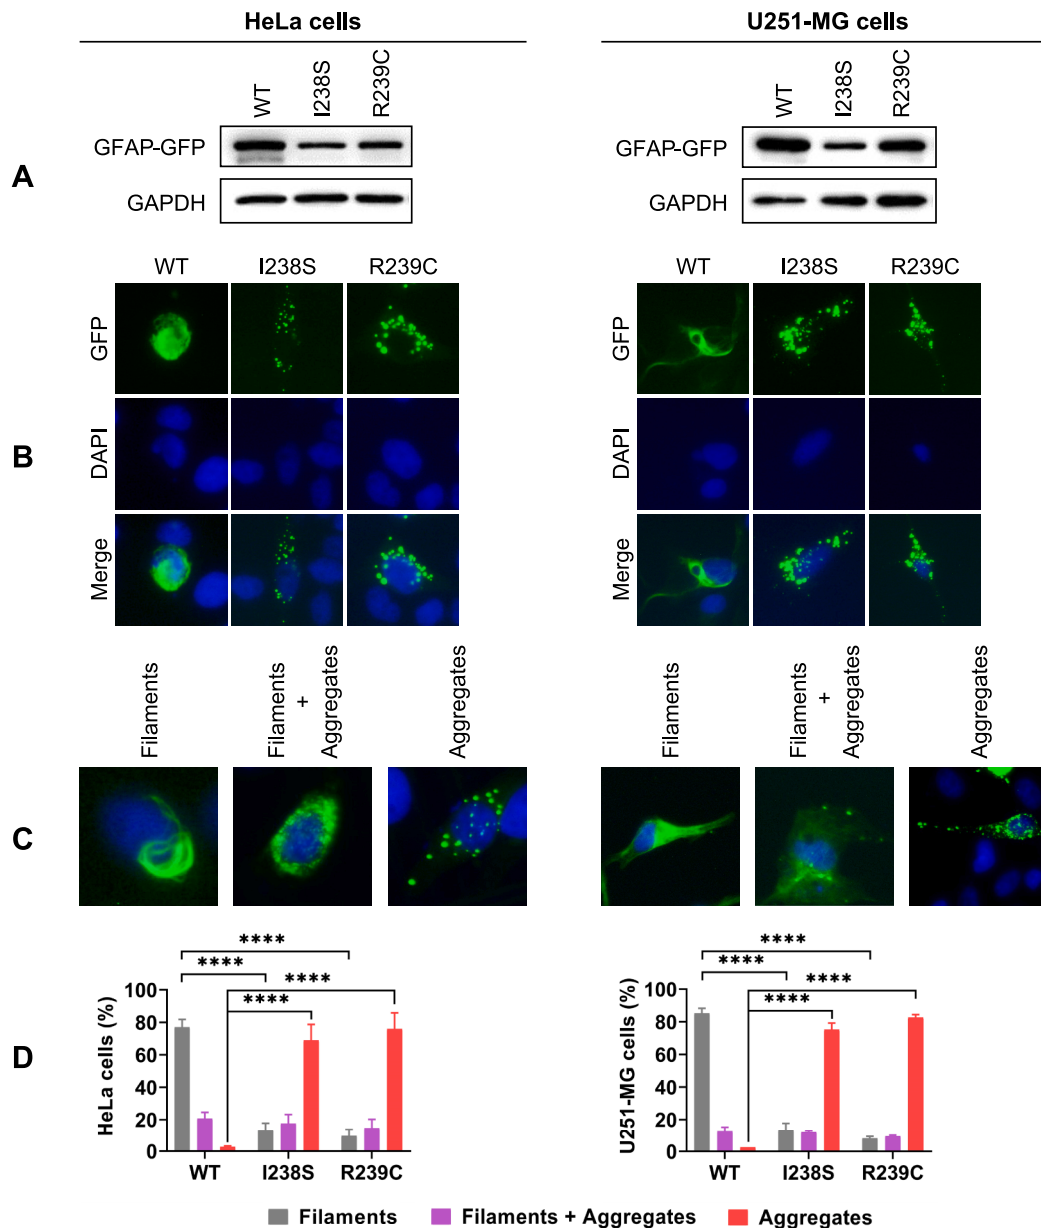 HeLa cells
U251-MG cells
WT
I238S
R239C
WT
I238S
R239C
A
GFAP-GFP
GAPDH
GFAP-GFP
GAPDH
WT
I238S
R239C
WT
I238S
R239C
B
GFP
DAPI
Merge
GFP
DAPI
Merge
Filaments
Filaments
+
Aggregates
Aggregates
Filaments
Filaments
+
Aggregates
Aggregates
C
D
****
****
****
****
HeLa cells (%)
100
80
60
40
20
0
WT
I238S
R239C
****
****
****
****
U251-MG cells (%)
100
80
60
40
20
0
WT
I238S
R239C
Filaments
Filaments + Aggregates
Aggregates